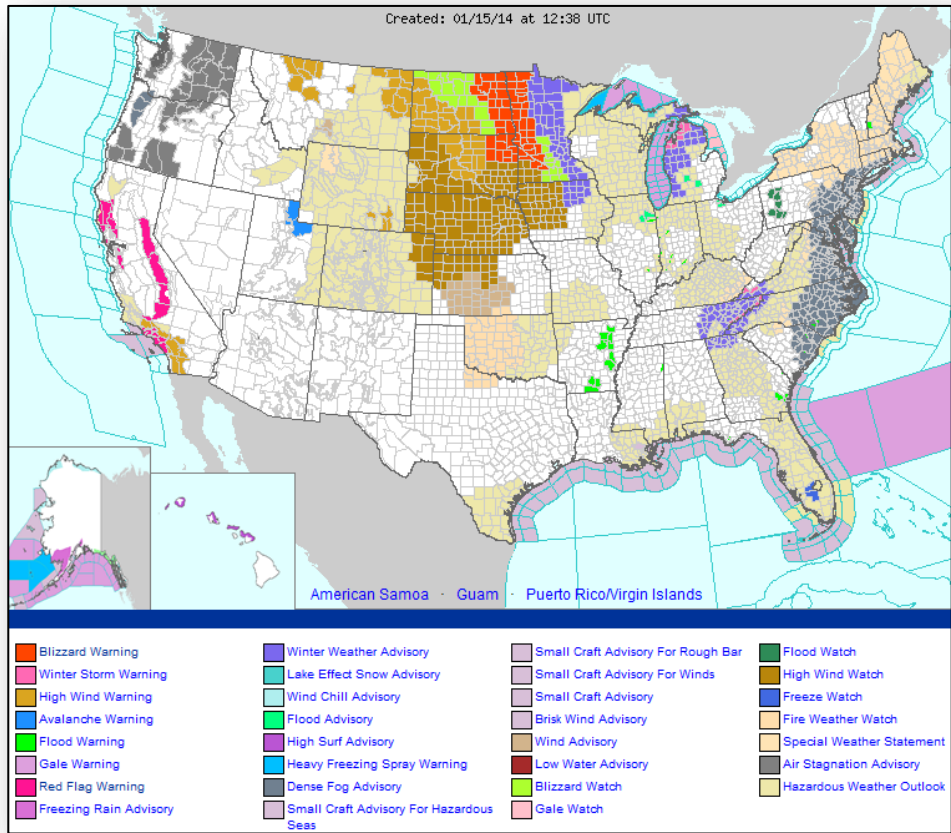 Created: 01/15/14 at 12:38 UTC
American Samoa · Guam · Puerto Rico/Virgin Islands
Blizzard Warning
Winter Storm Warning
High Wind Warning
Avalanche Warning
Flood Warning
Gale Warning
Red Flag Warning
Freezing Rain Advisory
Winter Weather Advisory
Lake Effect Snow Advisory
Wind Chill Advisory
Flood Advisory
High Surf Advisory
Heavy Freezing Spray Warning
Dense Fog Advisory
Small Craft Advisory For Hazardous
Seas
Small Craft Advisory For Rough Bar
Small Craft Advisory For Winds
Small Craft Advisory
Brisk Wind Advisory
Wind Advisory
Low Water Advisory
Blizzard Watch
Gale Watch
Flood Watch
High Wind Watch
Freeze Watch
Fire Weather Watch
Special Weather Statement
Air Stagnation Advisory
Hazardous Weather Outlook